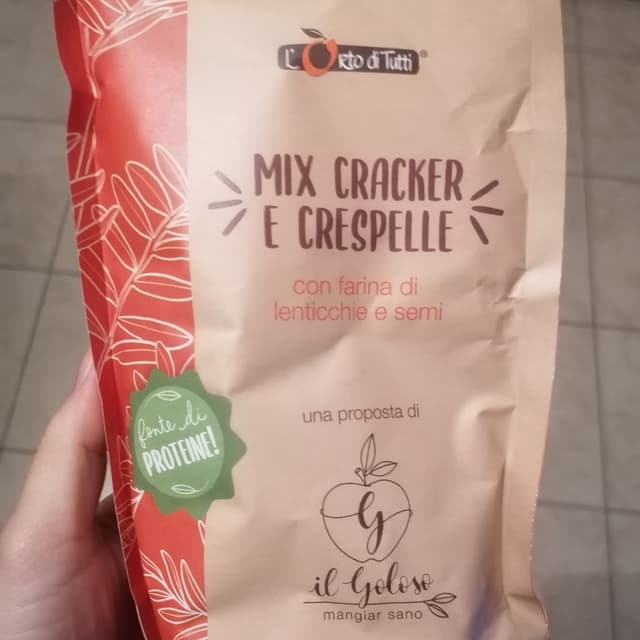 L'Orto di Tutti®
MIX CRACKER
E CRESPELLE
con farina di
lenticchie e semi
fonte di
PROTEINE!
una proposta di
G
il Goloso
mangiar sano